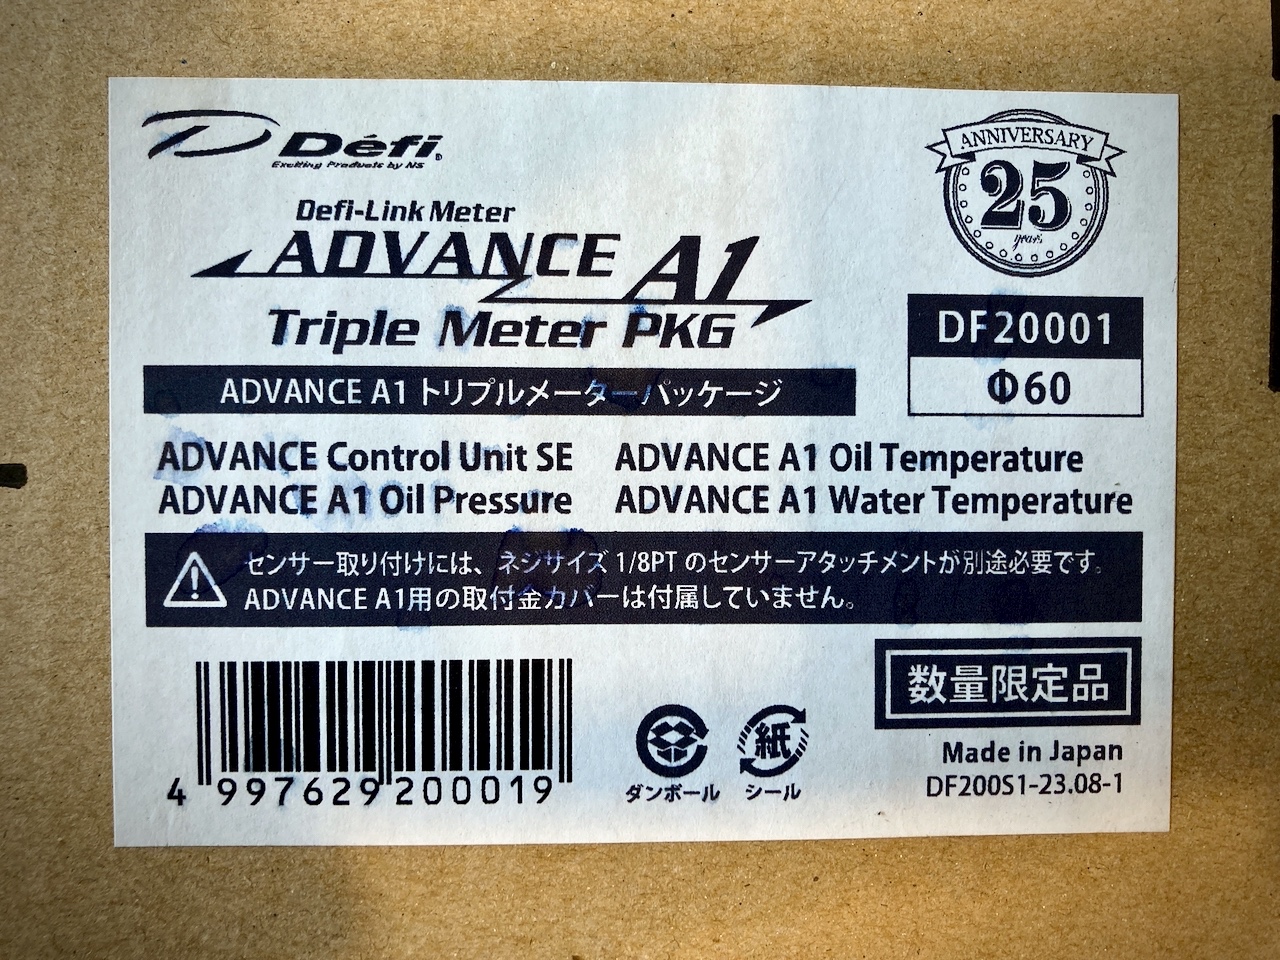 Défi
Exciting Products by NS
ANNIVERSARY
25
years
Defi-Link Meter
ADVANCE A1
Triple Meter PKG
DF20001
Φ60
ADVANCE A1 トリプルメーターパッケージ
ADVANCE Control Unit SE ADVANCE A1 Oil Temperature
ADVANCE A1 Oil Pressure ADVANCE A1 Water Temperature
センサー取り付けには、ネジサイズ 1/8PT のセンサーアタッチメントが別途必要です。
ADVANCE A1用の取付金カバーは付属していません。
数量限定品
4 997629 200019
紙
ダンボール シール
Made in Japan
DF200S1-23.08-1